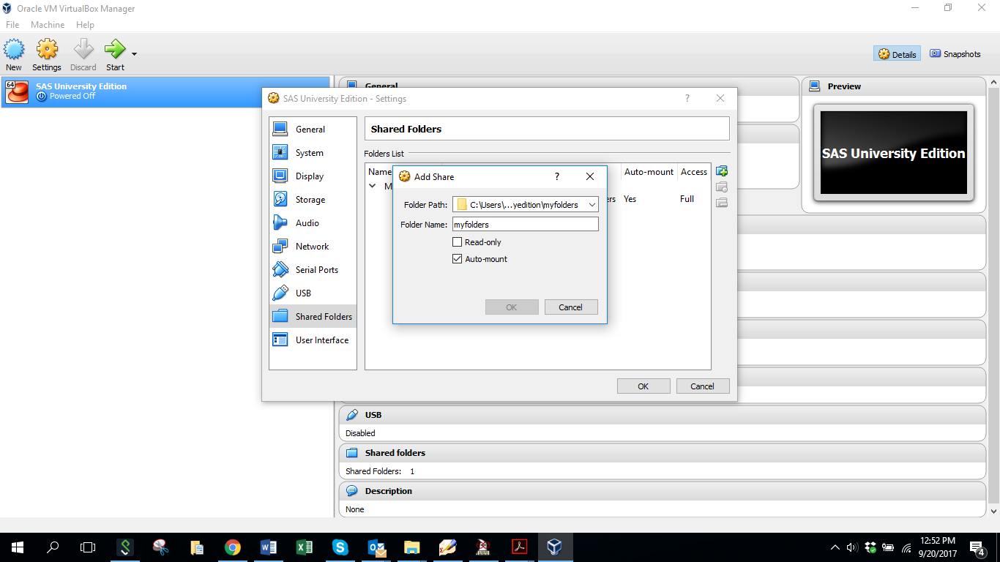 Oracle VM VirtualBox Manager
File Machine Help
New Settings Discard Start
Details Snapshots
64
SAS University Edition
Powered Off
General
Preview
SAS University Edition
SAS University Edition - Settings
?
General
System
Display
Storage
Audio
Network
Serial Ports
USB
Shared Folders
User Interface
Shared Folders
Folders List
Name Auto-mount Access
M
ers Yes Full
Add Share
?
Folder Path: C:\Users\...yedition\myfolders
Folder Name: myfolders
Read-only
Auto-mount
OK Cancel
OK Cancel
USB
Disabled
Shared folders
Shared Folders: 1
Description
None
12:52 PM
9/20/2017
4